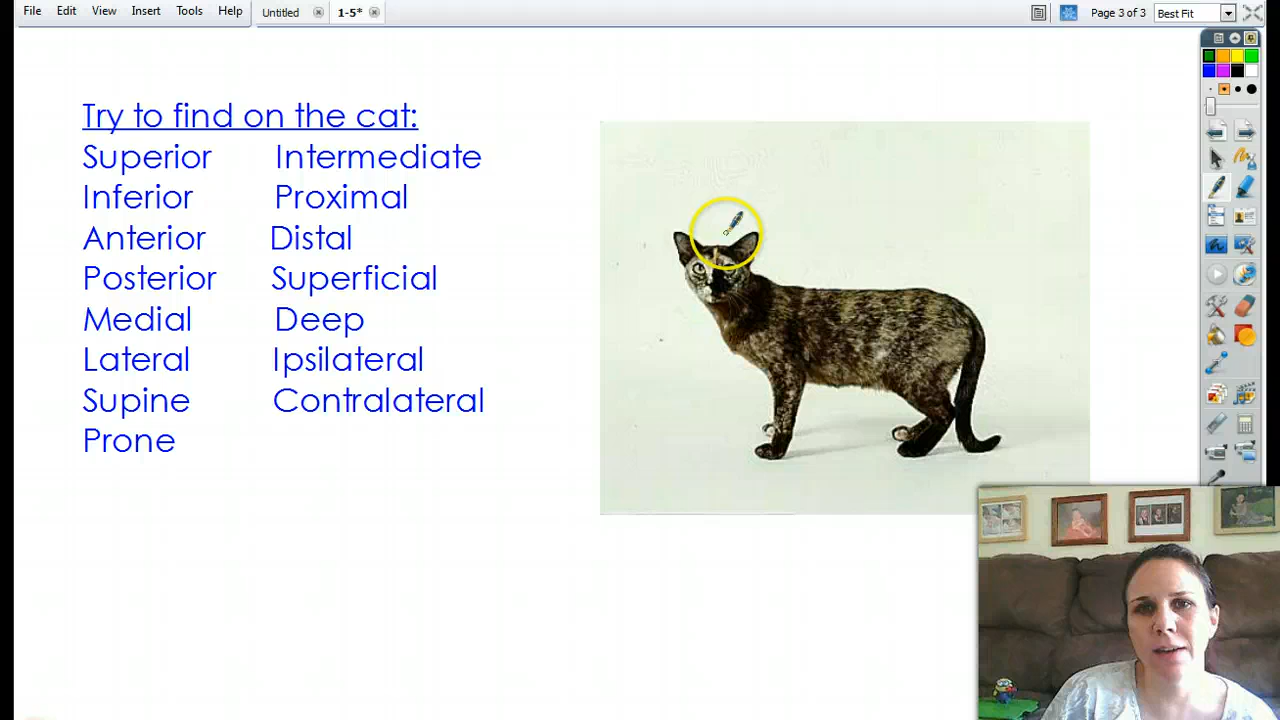 File Edit View Insert Tools Help Untitled 1-5* Page 3 of 3 Best Fit
Try to find on the cat:
Superior Intermediate
Inferior Proximal
Anterior Distal
Posterior Superficial
Medial Deep
Lateral Ipsilateral
Supine Contralateral
Prone